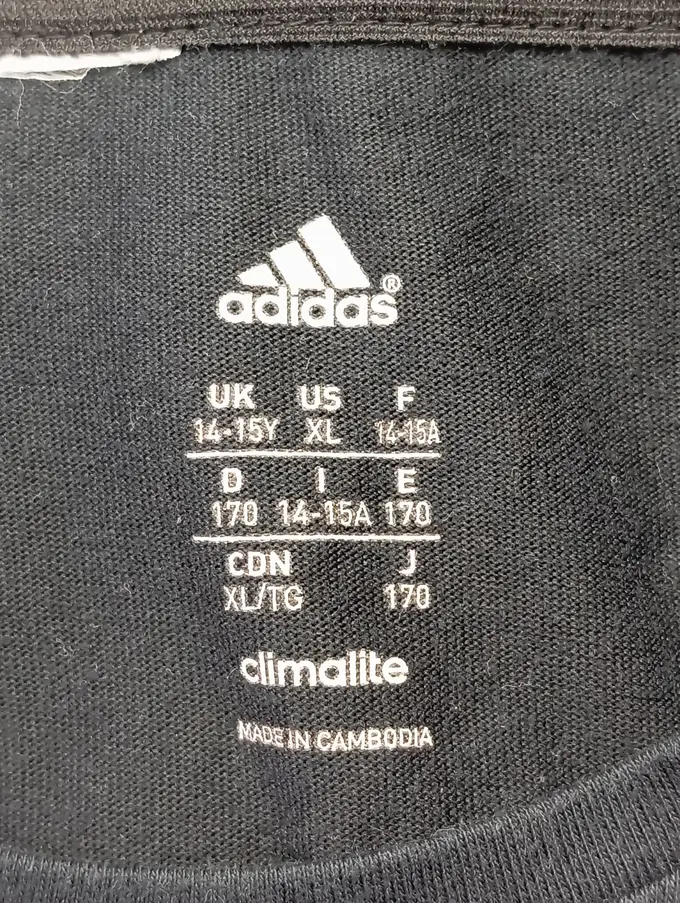 adidas®
UK US F
14-15Y XL 14-15A
D I E
170 14-15A 170
CDN J
XL/TG 170
climalite
MADE IN CAMBODIA